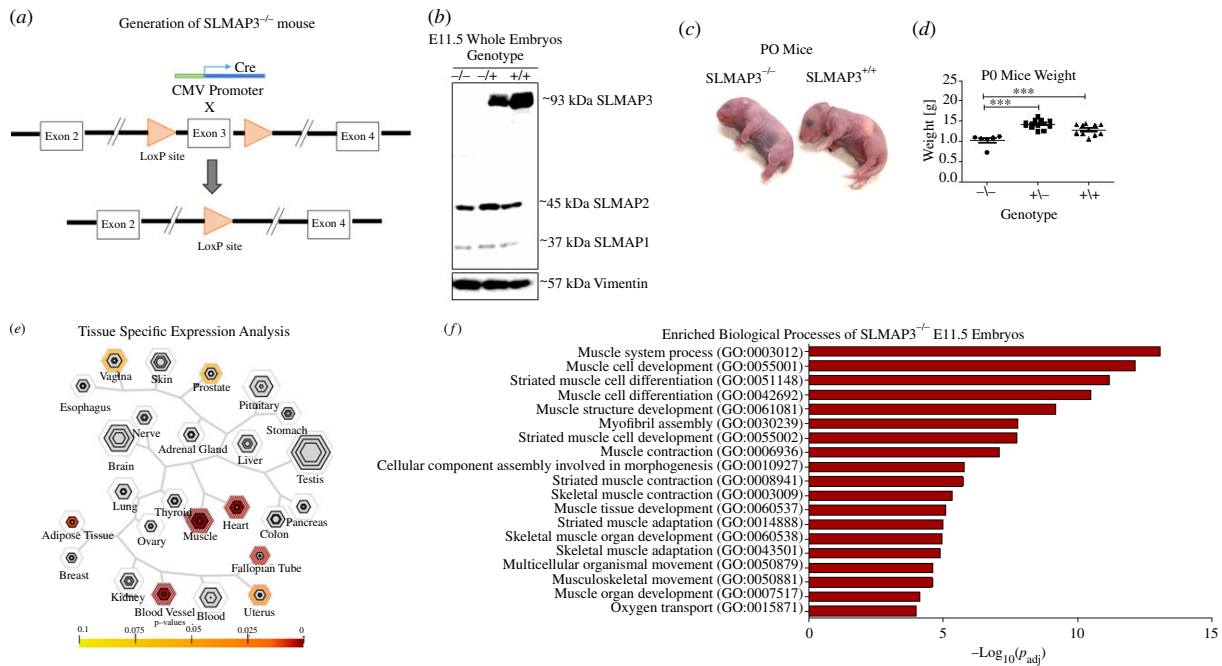 (a)
Generation of SLMAP3–/– mouse
Cre
CMV Promoter
X
Exon 2
Exon 3
Exon 4
LoxP site
Exon 2
Exon 4
LoxP site
(b)
E11.5 Whole Embryos
Genotype
–/– –/+ +/+
~93 kDa SLMAP3
~45 kDa SLMAP2
~37 kDa SLMAP1
~57 kDa Vimentin
(c)
PO Mice
SLMAP3–/– SLMAP3+/+
(d)
P0 Mice Weight
Weight [g]
2.5
2.0
1.5
1.0
0.5
0.0
***
***
–\– +\– +\+
Genotype
(e)
Tissue Specific Expression Analysis
Vagina
Skin
Prostate
Pituitary
Esophagus
Nerve
Stomach
Adrenal Gland
Brain
Liver
Testis
Lung
Thyroid
Heart
Pancreas
Adipose Tissue
Ovary
Muscle
Colon
Breast
Fallopian Tube
Kidney
Blood Vessel
Blood
Uterus
p–values
0.1 0.075 0.05 0.025 0
(f)
Enriched Biological Processes of SLMAP3–/– E11.5 Embryos
Muscle system process (GO:0003012)
Muscle cell development (GO:0055001)
Striated muscle cell differentiation (GO:0051148)
Muscle cell differentiation (GO:0042692)
Muscle structure development (GO:0061081)
Myofibril assembly (GO:0030239)
Striated muscle cell development (GO:0055002)
Muscle contraction (GO:0006936)
Cellular component assembly involved in morphogenesis (GO:0010927)
Striated muscle contraction (GO:0008941)
Skeletal muscle contraction (GO:0003009)
Muscle tissue development (GO:0060537)
Striated muscle adaptation (GO:0014888)
Skeletal muscle organ development (GO:0060538)
Skeletal muscle adaptation (GO:0043501)
Multicellular organismal movement (GO:0050879)
Musculoskeletal movement (GO:0050881)
Muscle organ development (GO:0007517)
Oxygen transport (GO:0015871)
0 5 10 15
–Log10(padj)